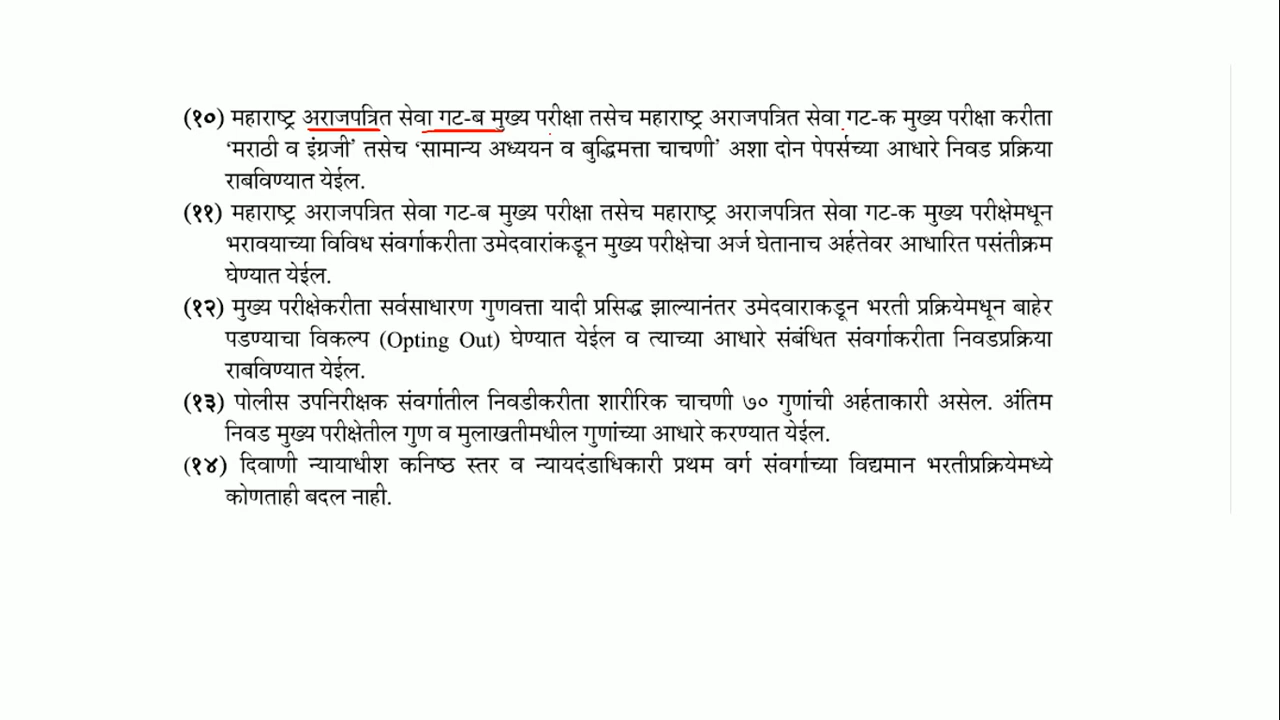 (१०) महाराष्ट्र अराजपत्रित सेवा गट-ब मुख्य परीक्षा तसेच महाराष्ट्र अराजपत्रित सेवा गट-क मुख्य परीक्षा करीता
‘मराठी व इंग्रजी’ तसेच ‘सामान्य अध्ययन व बुद्धिमत्ता चाचणी’ अशा दोन पेपर्सच्या आधारे निवड प्रक्रिया
राबविण्यात येईल.
(११) महाराष्ट्र अराजपत्रित सेवा गट-ब मुख्य परीक्षा तसेच महाराष्ट्र अराजपत्रित सेवा गट-क मुख्य परीक्षेमधून
भरावयाच्या विविध संवर्गाकरीता उमेदवारांकडून मुख्य परीक्षेचा अर्ज घेतानाच अर्हतेवर आधारित पसंतीक्रम
घेण्यात येईल.
(१२) मुख्य परीक्षेकरीता सर्वसाधारण गुणवत्ता यादी प्रसिद्ध झाल्यानंतर उमेदवाराकडून भरती प्रक्रियेमधून बाहेर
पडण्याचा विकल्प (Opting Out) घेण्यात येईल व त्याच्या आधारे संबंधित संवर्गाकरीता निवडप्रक्रिया
राबविण्यात येईल.
(१३) पोलीस उपनिरीक्षक संवर्गातील निवडीकरीता शारीरिक चाचणी ७० गुणांची अर्हताकारी असेल. अंतिम
निवड मुख्य परीक्षेतील गुण व मुलाखतीमधील गुणांच्या आधारे करण्यात येईल.
(१४) दिवाणी न्यायाधीश कनिष्ठ स्तर व न्यायदंडाधिकारी प्रथम वर्ग संवर्गाच्या विद्यमान भरतीप्रक्रियेमध्ये
कोणताही बदल नाही.